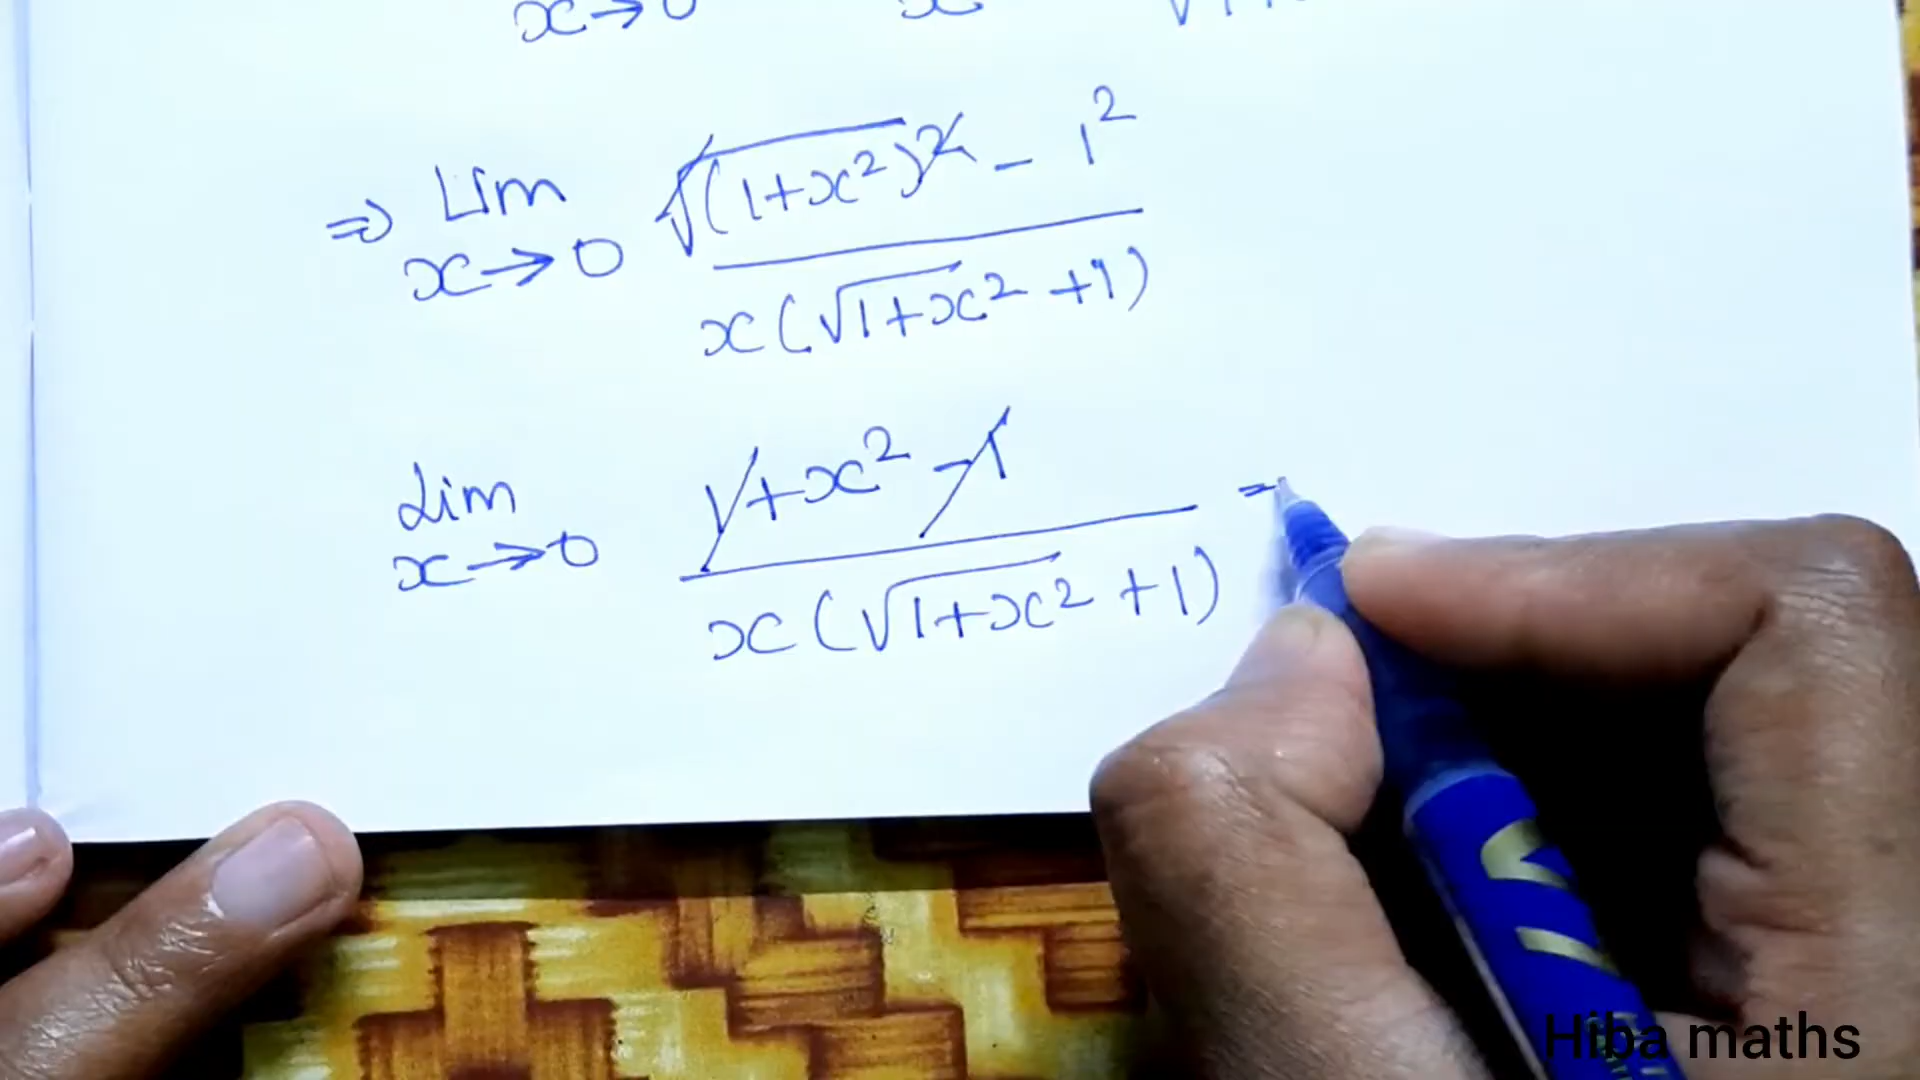 x→0 x
⇒ Lim x→0 √(1+x²)² - 1² / x(√1+x² +1)
Lim x→0 1+x² - 1 / x(√1+x² +1) =
Hiba maths